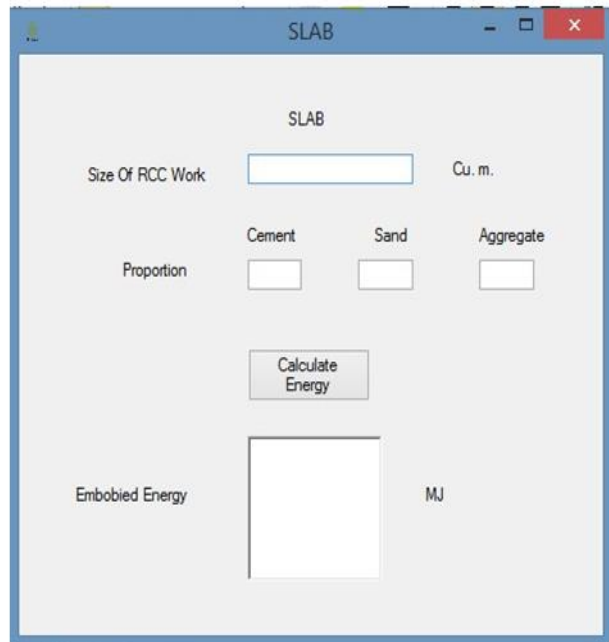 SLAB
SLAB
Size Of RCC Work
Cu. m.
Cement Sand Aggregate
Proportion
Calculate
Energy
Embobied Energy
MJ